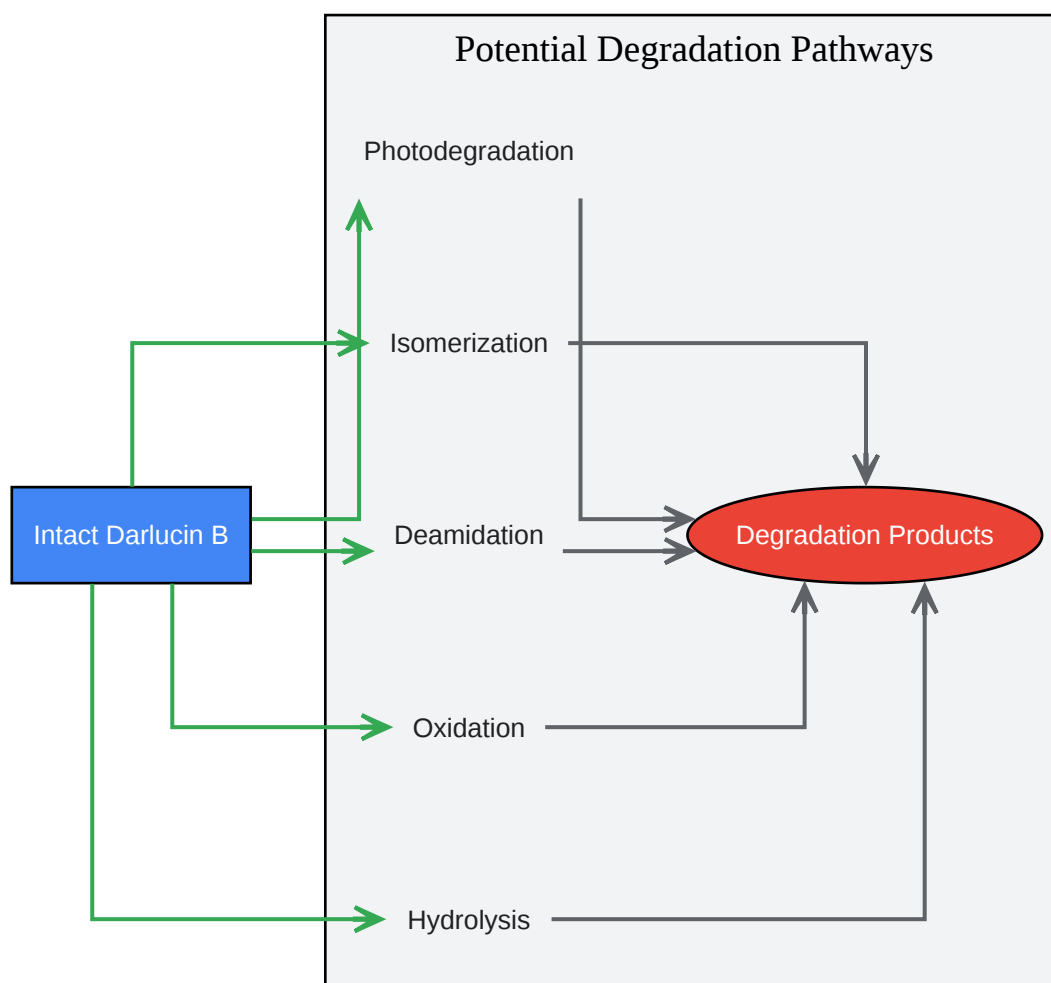 Potential Degradation Pathways
Photodegradation
Isomerization
Intact Darlucin B
Deamidation
Degradation Products
Oxidation
Hydrolysis